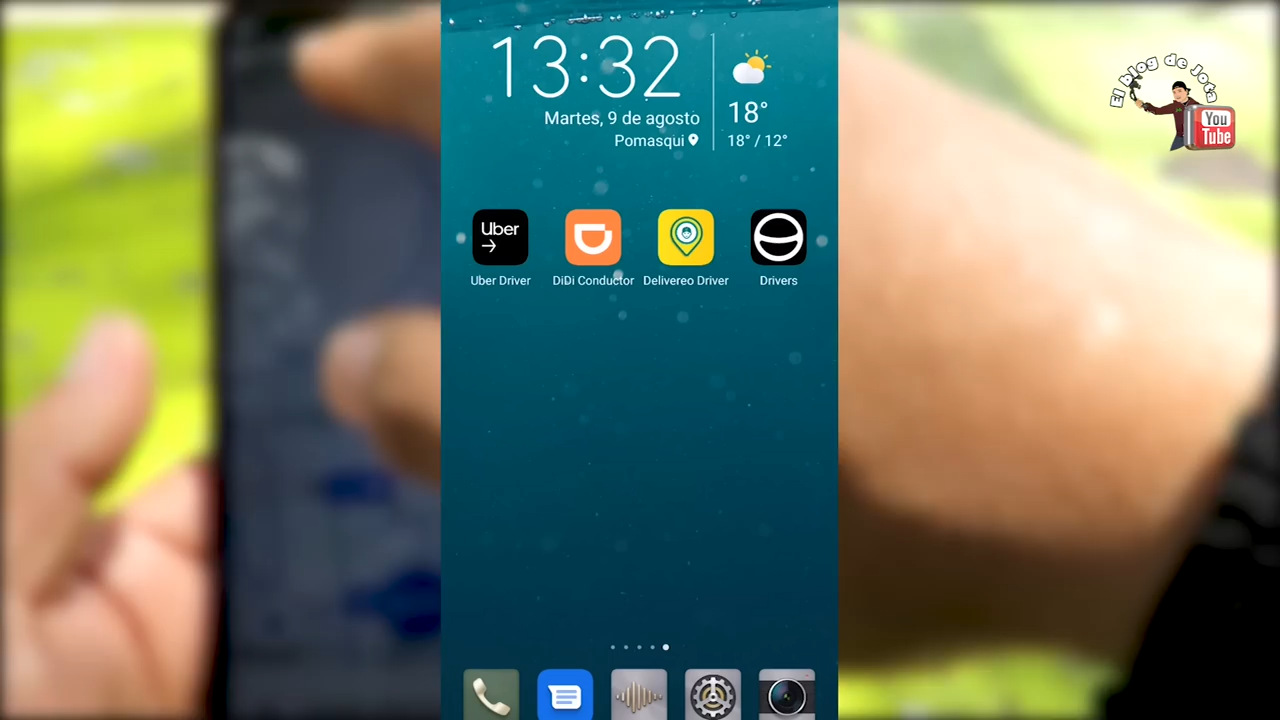 13:32
Martes, 9 de agosto
Pomasqui
18°
18° / 12°
El blog de Jota
You
Tube
Uber
Uber Driver
DiDi Conductor
Delivereo Driver
Drivers